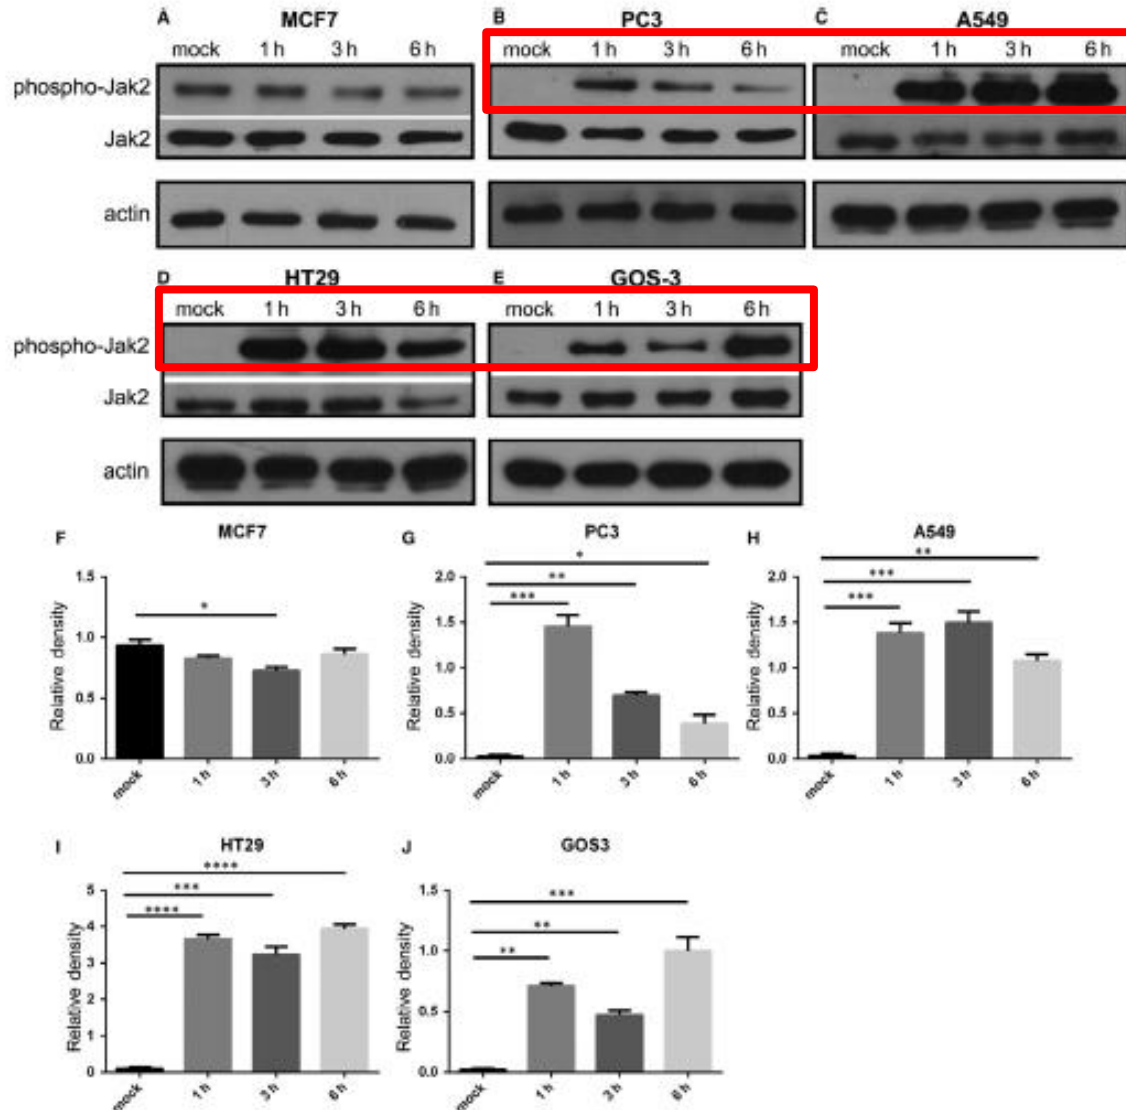 A MCF7 B PC3 C A549
mock 1 h 3 h 6 h mock 1 h 3 h 6 h mock 1 h 3 h 6 h
phospho-Jak2
Jak2
actin
D HT29 E GOS-3
mock 1 h 3 h 6 h mock 1 h 3 h 6 h
phospho-Jak2
Jak2
actin
F MCF7 G PC3 H A549
Relative density Relative density Relative density
1.5 2.0 2.0
1.0 1.5 1.5
0.5 1.0 1.0
0.0 0.5 0.5
0.0 0.0
* *** ** * *** *** **
mock 1 h 3 h 6 h mock 1 h 3 h 6 h mock 1 h 3 h 6 h
I HT29 J GOS3
Relative density Relative density
5 1.5
4 1.0
3 0.5
2 0
1
0
**** *** **** ** ** ***
mock 1 h 3 h 6 h mock 1 h 3 h 6 h